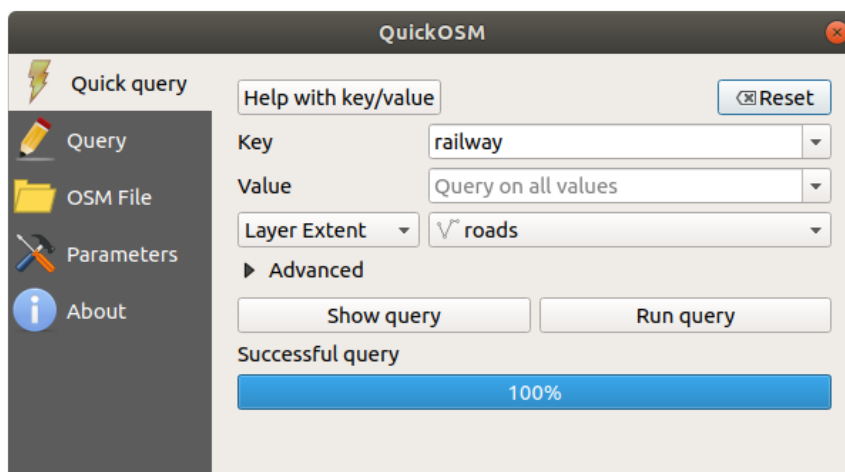 QuickOSM
Quick query
Query
OSM File
Parameters
About
Help with key/value
Reset
Key
railway
Value
Query on all values
Layer Extent
roads
Advanced
Show query
Run query
Successful query
100%